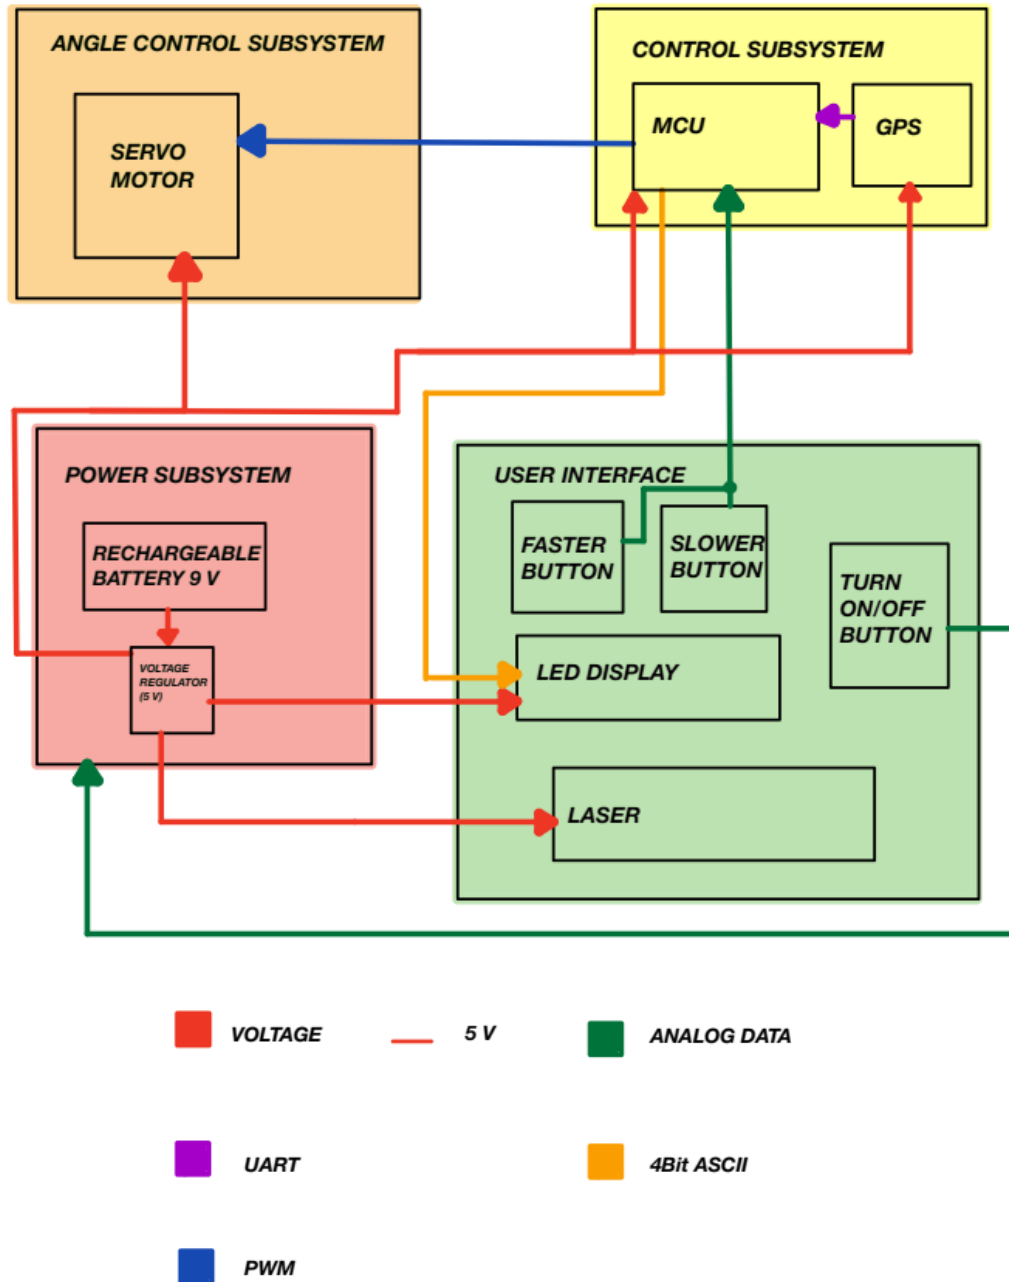 ANGLE CONTROL SUBSYSTEM
SERVO
MOTOR
CONTROL SUBSYSTEM
MCU
GPS
POWER SUBSYSTEM
RECHARGEABLE
BATTERY 9 V
VOLTAGE
REGULATOR
(5 V)
USER INTERFACE
FASTER
BUTTON
SLOWER
BUTTON
TURN
ON/OFF
BUTTON
LED DISPLAY
LASER
VOLTAGE
5 V
ANALOG DATA
UART
4Bit ASCII
PWM